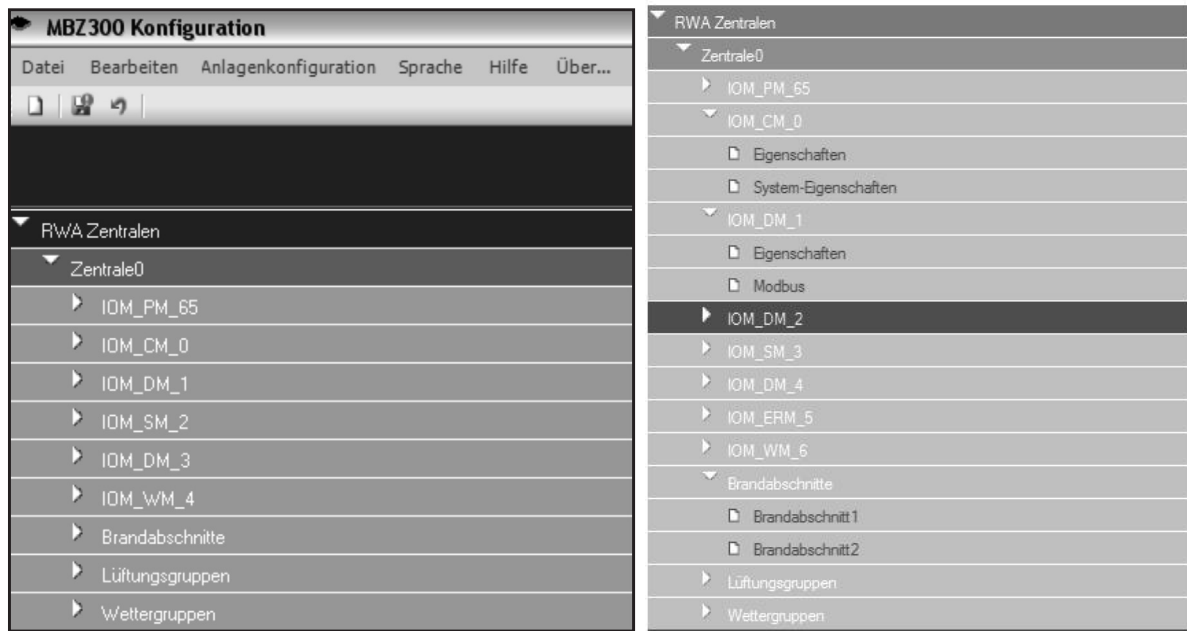 MBZ300 Konfiguration
Datei Bearbeiten Anlagenkonfiguration Sprache Hilfe Über...
RWA Zentralen
Zentrale0
IOM_PM_65
IOM_CM_0
IOM_DM_1
IOM_SM_2
IOM_DM_3
IOM_WM_4
Brandabschnitte
Lüftungsgruppen
Wettergruppen
RWA Zentralen
Zentrale0
IOM_PM_65
IOM_CM_0
Eigenschaften
System-Eigenschaften
IOM_DM_1
Eigenschaften
Modbus
IOM_DM_2
IOM_SM_3
IOM_DM_4
IOM_ERM_5
IOM_WM_6
Brandabschnitte
Brandabschnitt1
Brandabschnitt2
Lüftungsgruppen
Wettergruppen